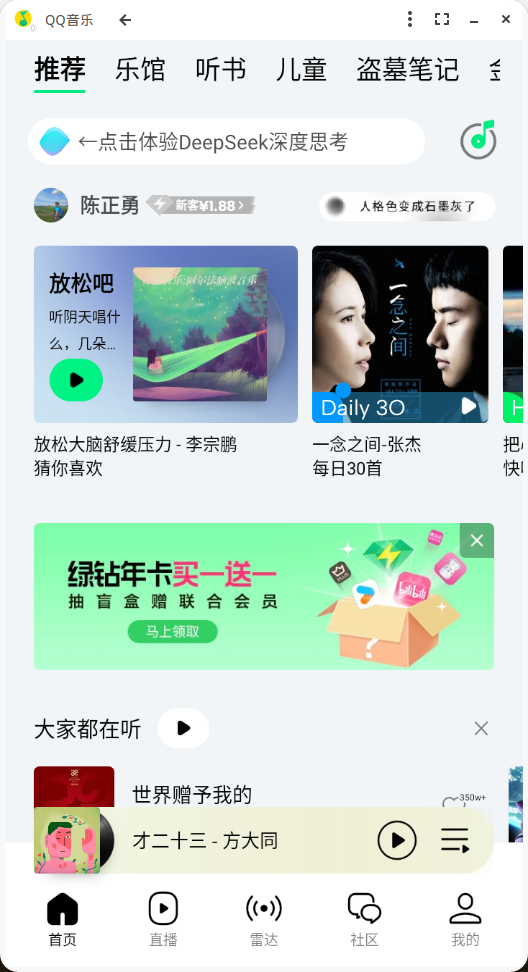 QQ音乐
推荐 乐馆 听书 儿童 盗墓笔记
←点击体验DeepSeek深度思考
陈正勇 新客¥1.88 >
人格色变成石墨灰了
放松吧
听阴天唱什
么，几朵...
一念之间
Daily 30
放松大脑舒缓压力 - 李宗鹏
猜你喜欢
一念之间-张杰
每日30首
绿钻年卡买一送一
抽盲盒赠联合会员
马上领取
PLUS
bilibili
大家都在听
世界赠予我的
350w+
才二十三 - 方大同
首页 直播 雷达 社区 我的